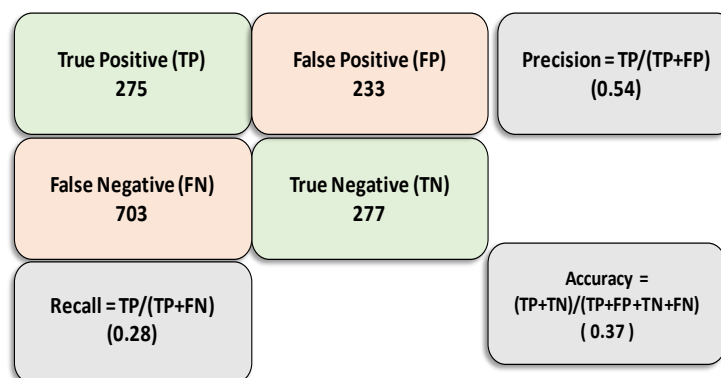 True Positive (TP)
275
False Positive (FP)
233
Precision = TP/(TP+FP)
(0.54)
False Negative (FN)
703
True Negative (TN)
277
Recall = TP/(TP+FN)
(0.28)
Accuracy =
(TP+TN)/(TP+FP+TN+FN)
( 0.37 )